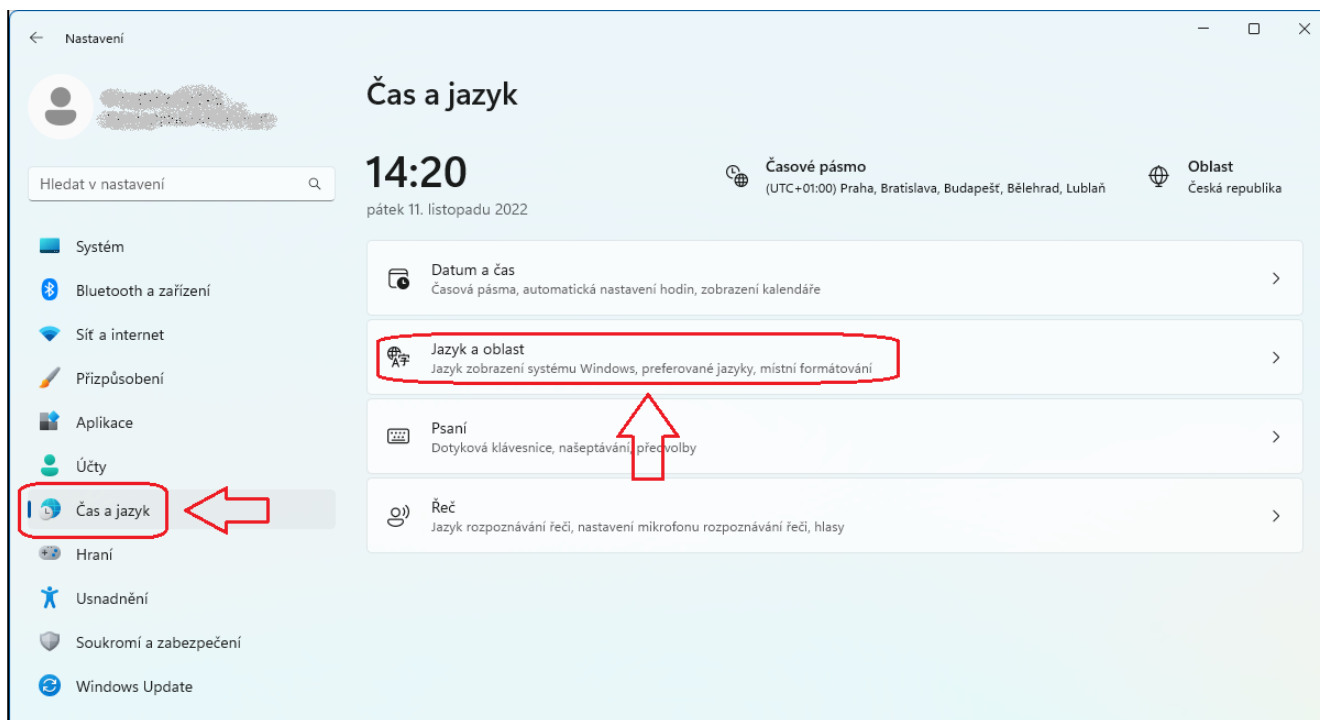 Nastavení
Čas a jazyk
Hledat v nastavení
14:20
pátek 11. listopadu 2022
Časové pásmo
(UTC+01:00) Praha, Bratislava, Budapešť, Bělehrad, Lublaň
Oblast
Česká republika
Systém
Bluetooth a zařízení
Síť a internet
Přizpůsobení
Aplikace
Účty
Čas a jazyk
Hraní
Usnadnění
Soukromí a zabezpečení
Windows Update
Datum a čas
Časová pásma, automatická nastavení hodin, zobrazení kalendáře
Jazyk a oblast
Jazyk zobrazení systému Windows, preferované jazyky, místní formátování
Psaní
Dotyková klávesnice, našeptávání, předvolby
Řeč
Jazyk rozpoznávání řeči, nastavení mikrofonu rozpoznávání řeči, hlasy